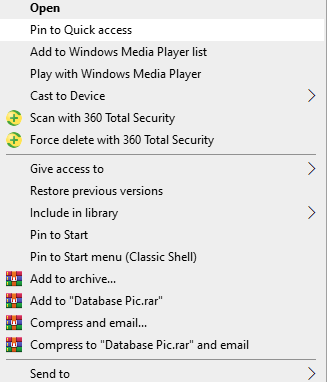 Open
Pin to Quick access
Add to Windows Media Player list
Play with Windows Media Player
Cast to Device
Scan with 360 Total Security
Force delete with 360 Total Security
Give access to
Restore previous versions
Include in library
Pin to Start
Pin to Start menu (Classic Shell)
Add to archive...
Add to "Database Pic.rar"
Compress and email...
Compress to "Database Pic.rar" and email
Send to